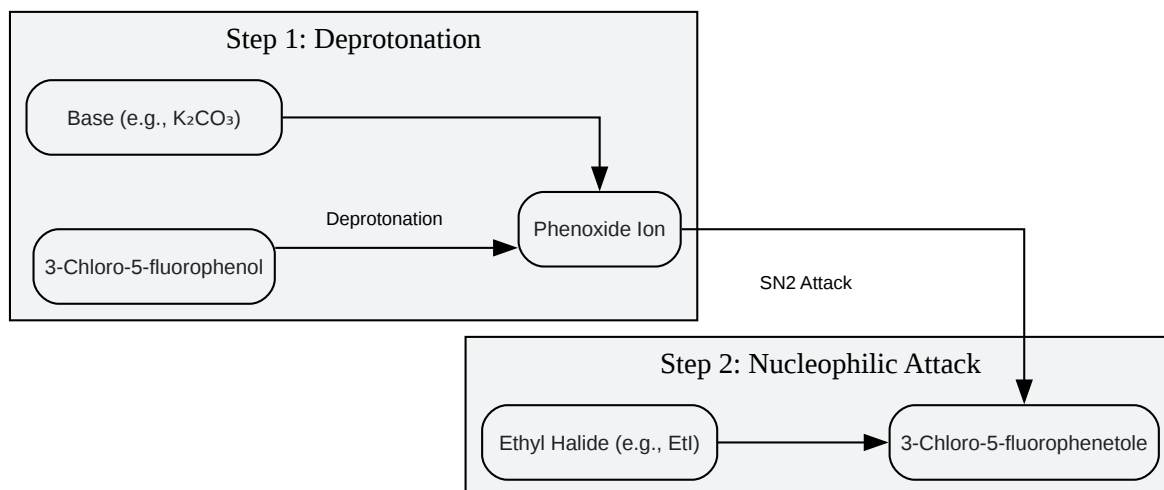 Step 1: Deprotonation
Base (e.g., K₂CO₃)
Deprotonation
Phenoxide Ion
3-Chloro-5-fluorophenol
SN2 Attack
Step 2: Nucleophilic Attack
Ethyl Halide (e.g., EtI)
3-Chloro-5-fluorophenetole